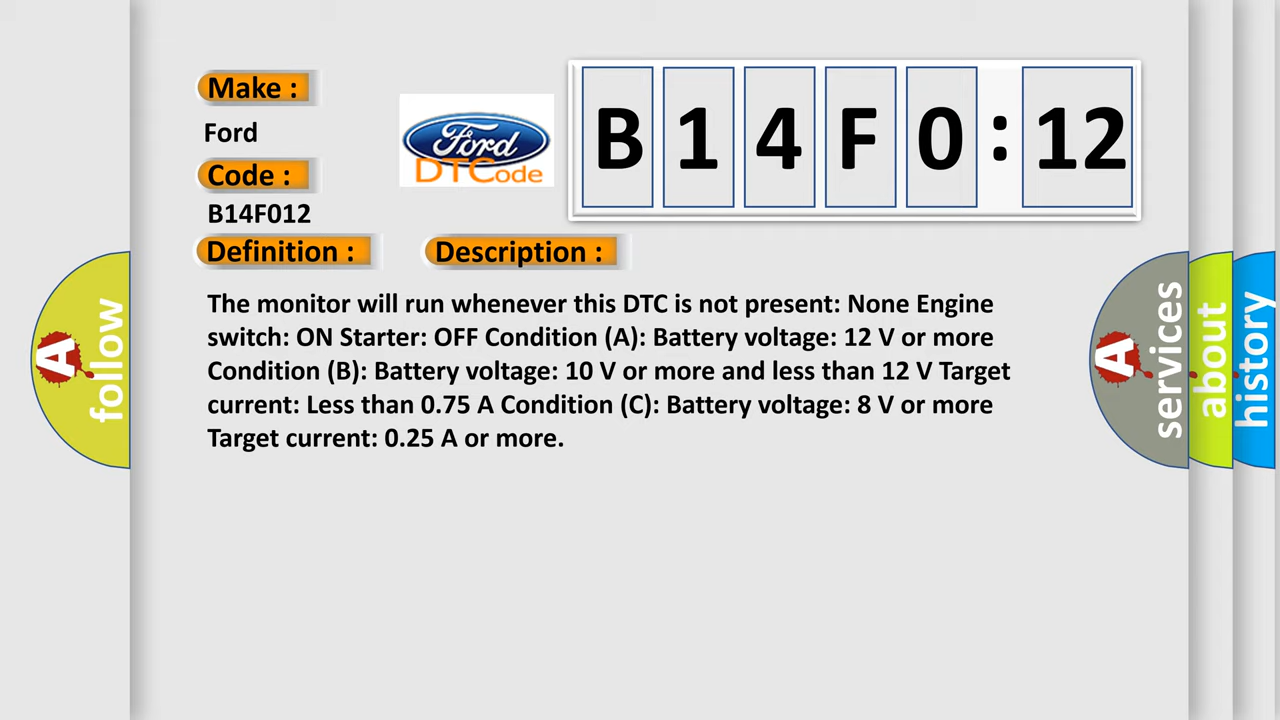 Make :
Ford
Code :
B14F012
Ford
DTCode
B 1 4 F 0 : 12
Definition :
Description :
The monitor will run whenever this DTC is not present: None Engine
switch: ON Starter: OFF Condition (A): Battery voltage: 12 V or more
Condition (B): Battery voltage: 10 V or more and less than 12 V Target
current: Less than 0.75 A Condition (C): Battery voltage: 8 V or more
Target current: 0.25 A or more.
A
follow
A
services
about
history